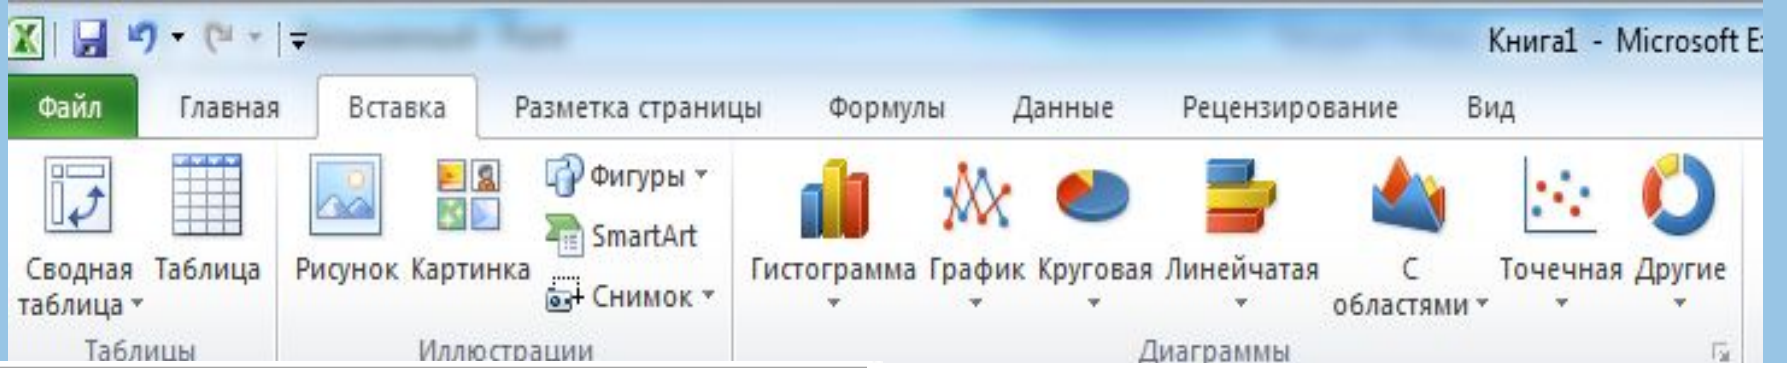 Книга1 - Microsoft E
Файл Главная Вставка Разметка страницы Формулы Данные Рецензирование Вид
Сводная таблица
Таблица
Рисунок
Картинка
Фигуры
SmartArt
Снимок
Гистограмма
График
Круговая
Линейчатая
С областями
Точечная
Другие
Таблицы
Иллюстрации
Диаграммы